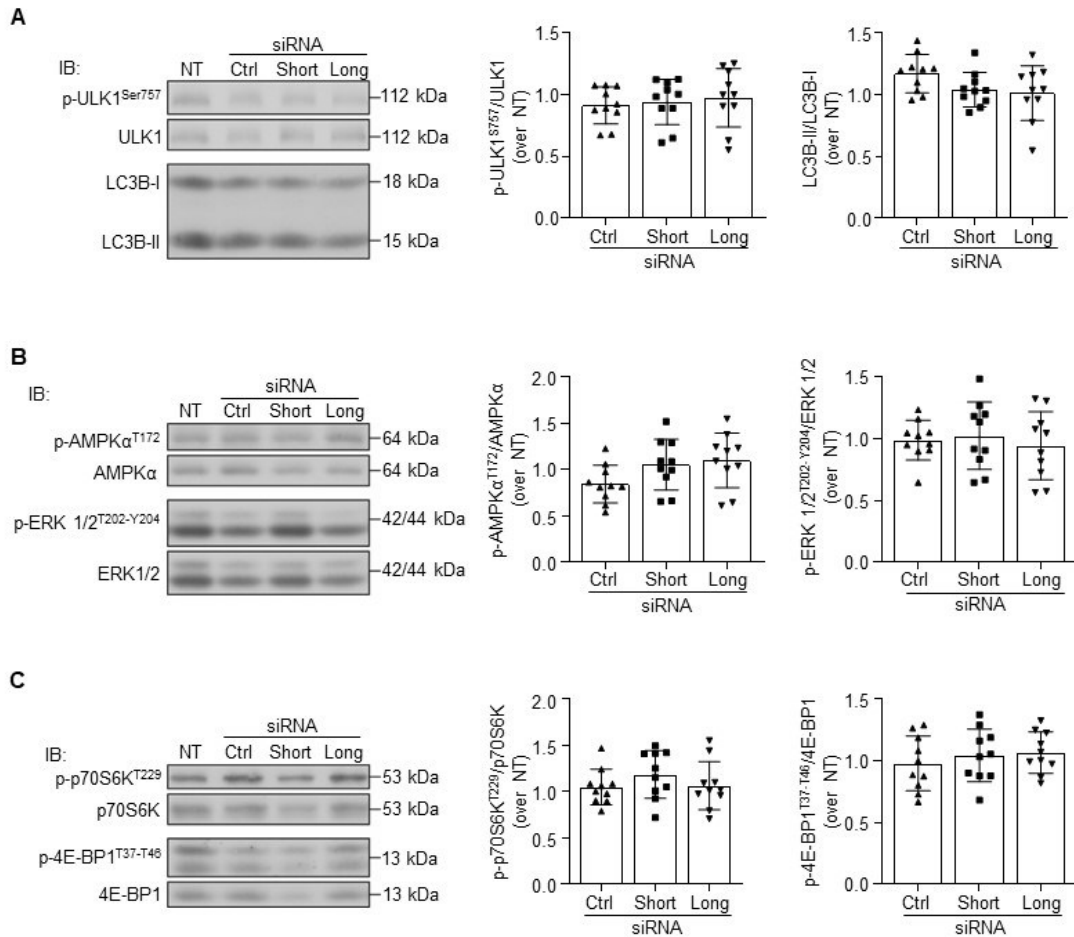 A
siRNA
IB: NT Ctrl Short Long
p-ULK1Ser757 112 kDa
ULK1 112 kDa
LC3B-I 18 kDa
LC3B-II 15 kDa
p-ULK1S757/ULK1
(over NT)
1.5
1.0
0.5
0.0
Ctrl Short Long
siRNA
LC3B-II/LC3B-I
(over NT)
1.5
1.0
0.5
0.0
Ctrl Short Long
siRNA
B
siRNA
IB: NT Ctrl Short Long
p-AMPKαT172 64 kDa
AMPKα 64 kDa
p-ERK 1/2T202-Y204 42/44 kDa
ERK1/2 42/44 kDa
p-AMPKαT172/AMPKα
(over NT)
2.0
1.5
1.0
0.5
0.0
Ctrl Short Long
siRNA
p-ERK 1/2T202-Y204/ERK 1/2
(over NT)
1.5
1.0
0.5
0.0
Ctrl Short Long
siRNA
C
siRNA
IB: NT Ctrl Short Long
p-p70S6KT229 53 kDa
p70S6K 53 kDa
p-4E-BP1T37-T46 13 kDa
4E-BP1 13 kDa
p-p70S6KT229/p70S6K
(over NT)
2.0
1.5
1.0
0.5
0.0
Ctrl Short Long
siRNA
p-4E-BP1T37-T46/4E-BP1
(over NT)
1.5
1.0
0.5
0.0
Ctrl Short Long
siRNA